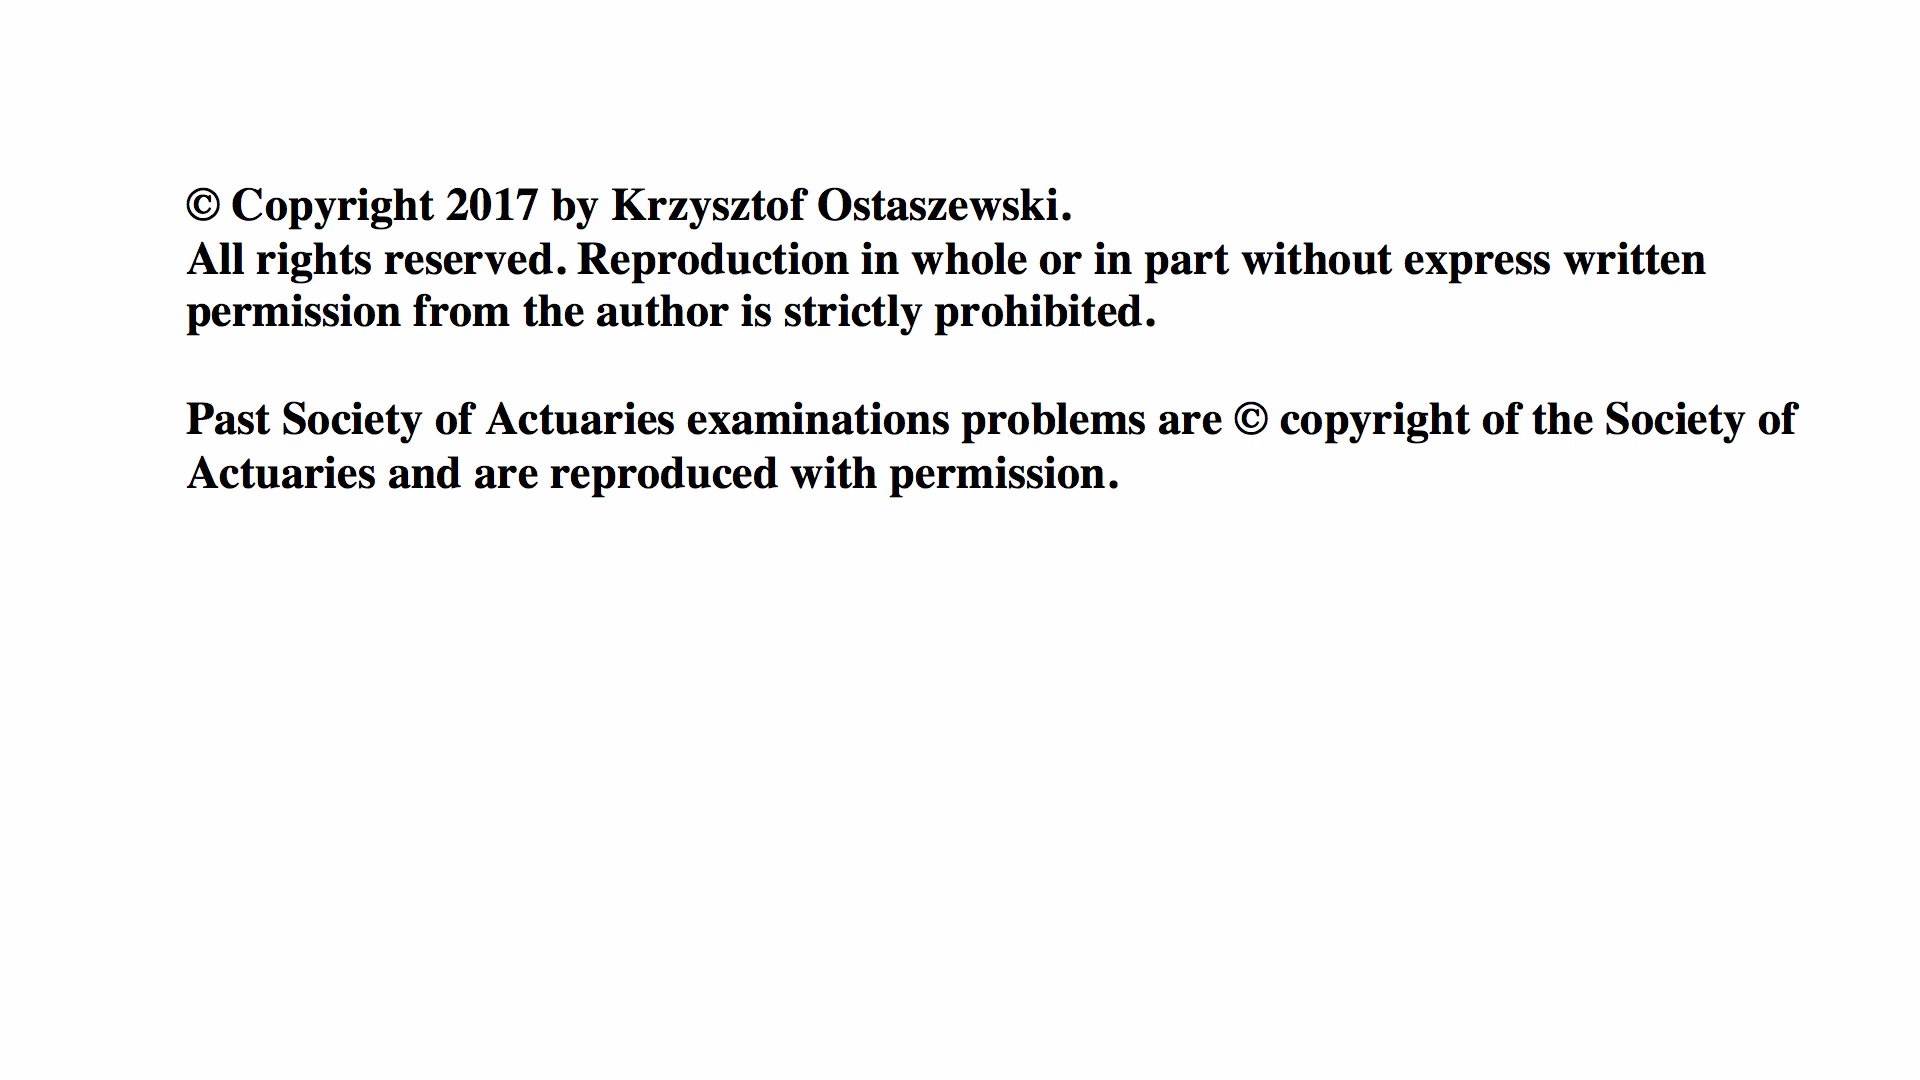 © Copyright 2017 by Krzysztof Ostaszewski.
All rights reserved. Reproduction in whole or in part without express written
permission from the author is strictly prohibited.
Past Society of Actuaries examinations problems are © copyright of the Society of
Actuaries and are reproduced with permission.